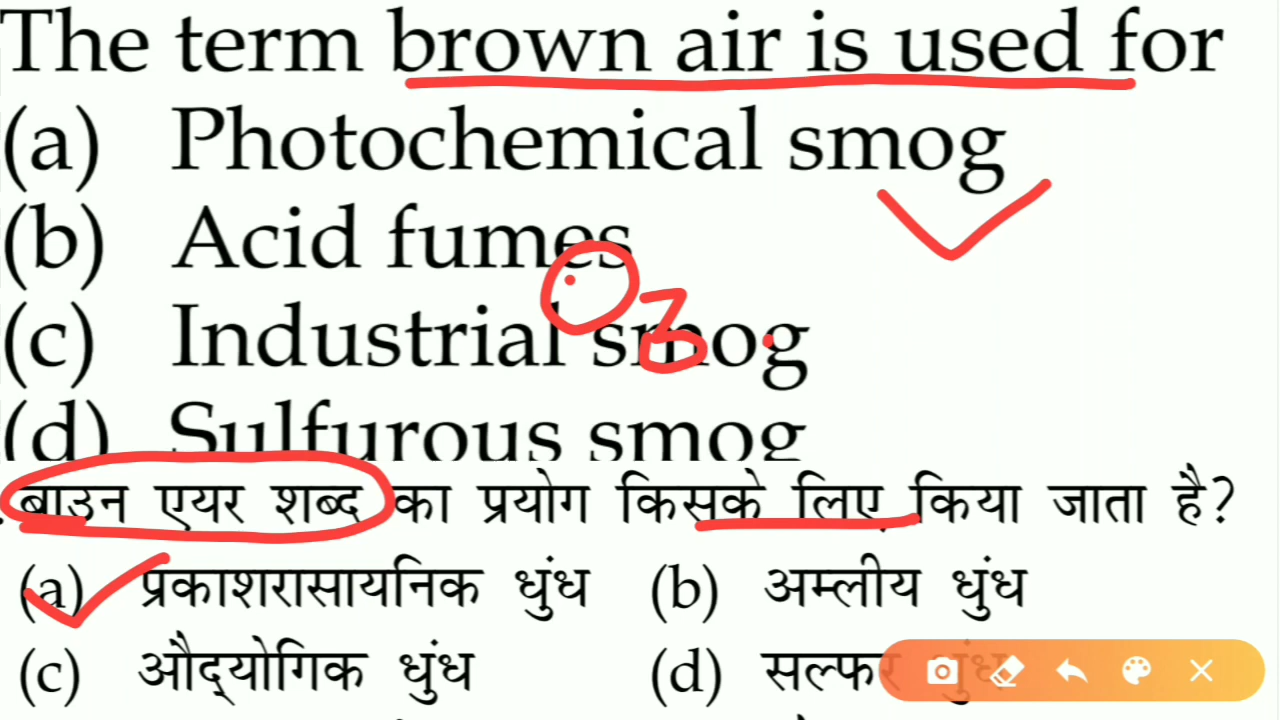 The term brown air is used for
(a) Photochemical smog
(b) Acid fumes
O3
(c) Industrial smog
(d) Sulfurous smog
बाउन एयर शब्द का प्रयोग किसके लिए किया जाता है?
(a) प्रकाशरासायनिक धुंध (b) अम्लीय धुंध
(c) औद्योगिक धुंध (d) सल्फर धुंध